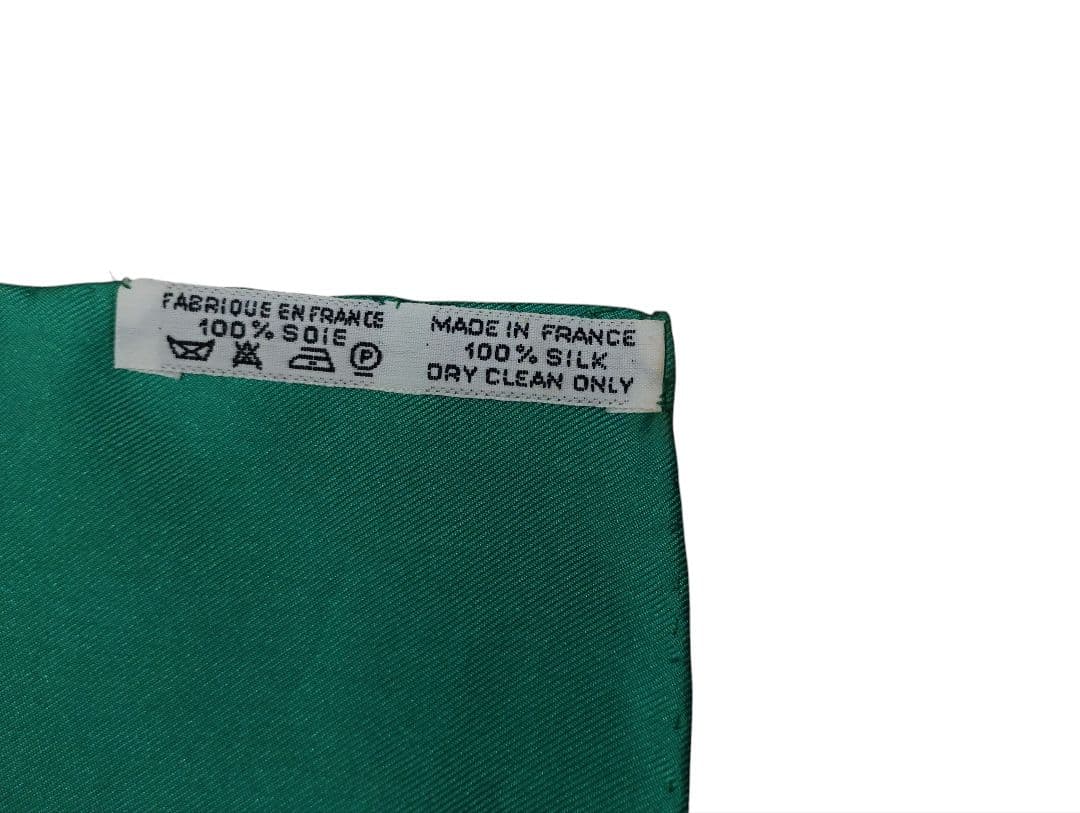 FABRIQUE EN FRANCE
100% SOIE
P
MADE IN FRANCE
100% SILK
DRY CLEAN ONLY